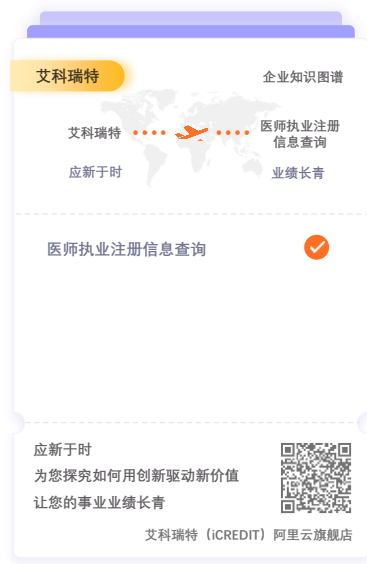 艾科瑞特
企业知识图谱
艾科瑞特
医师执业注册
信息查询
应新于时
业绩长青
医师执业注册信息查询
应新于时
为您探究如何用创新驱动新价值
让您的事业业绩长青
艾科瑞特（iCREDIT）阿里云旗舰店